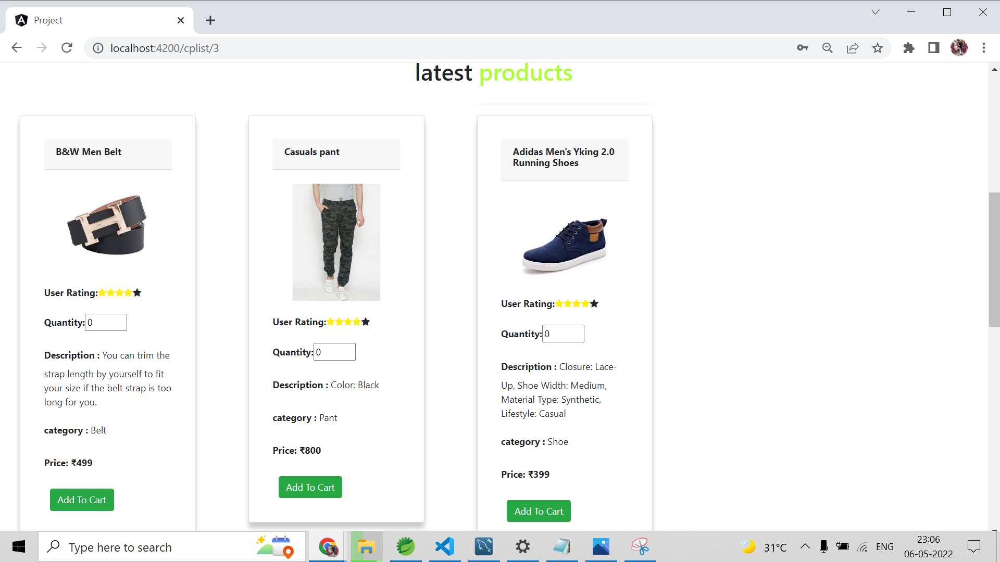 Project
localhost:4200/cplist/3
latest products
B&W Men Belt
User Rating:
Quantity: 0
Description : You can trim the
strap length by yourself to fit
your size if the belt strap is too
long for you.
category : Belt
Price: ₹499
Add To Cart
Casuals pant
User Rating:
Quantity: 0
Description : Color: Black
category : Pant
Price: ₹800
Add To Cart
Adidas Men's Yking 2.0
Running Shoes
User Rating:
Quantity: 0
Description : Closure: Lace-
Up, Shoe Width: Medium,
Material Type: Synthetic,
Lifestyle: Casual
category : Shoe
Price: ₹399
Add To Cart
Type here to search
31°C
ENG
23:06
06-05-2022